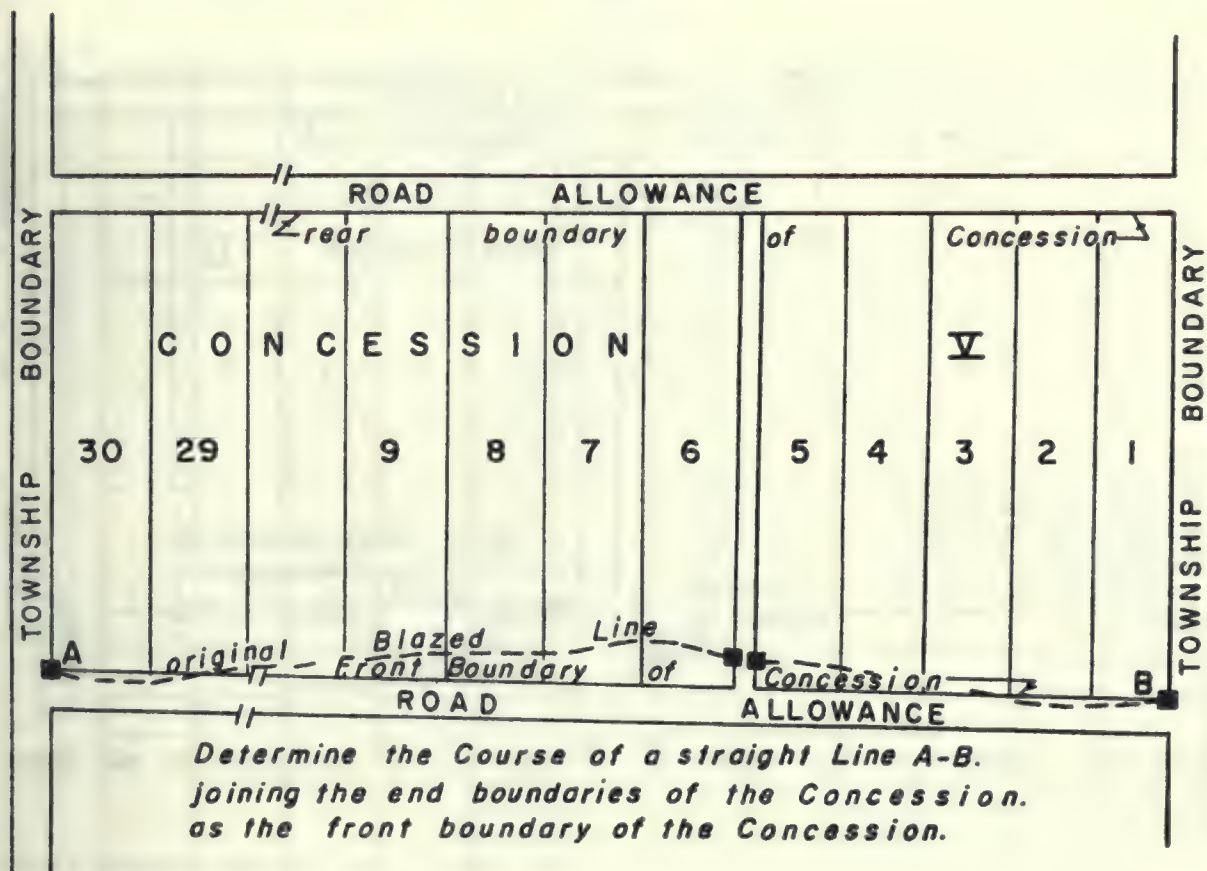 ROAD ALLOWANCE
rear boundary of Concession
TOWNSHIP BOUNDARY
CONCESSION V
30 29 9 8 7 6 5 4 3 2 1
TOWNSHIP BOUNDARY
A original Blazed Line
Front Boundary of Concession B
ROAD ALLOWANCE
Determine the Course of a straight Line A-B.
joining the end boundaries of the Concession.
as the front boundary of the Concession.